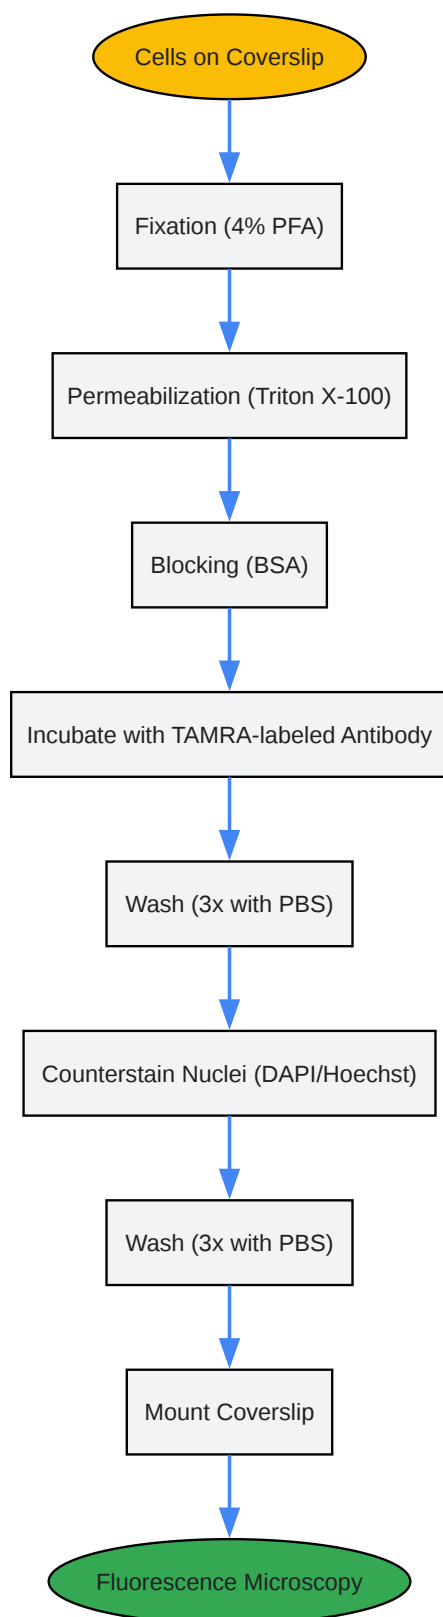 Cells on Coverslip
Fixation (4% PFA)
Permeabilization (Triton X-100)
Blocking (BSA)
Incubate with TAMRA-labeled Antibody
Wash (3x with PBS)
Counterstain Nuclei (DAPI/Hoechst)
Wash (3x with PBS)
Mount Coverslip
Fluorescence Microscopy